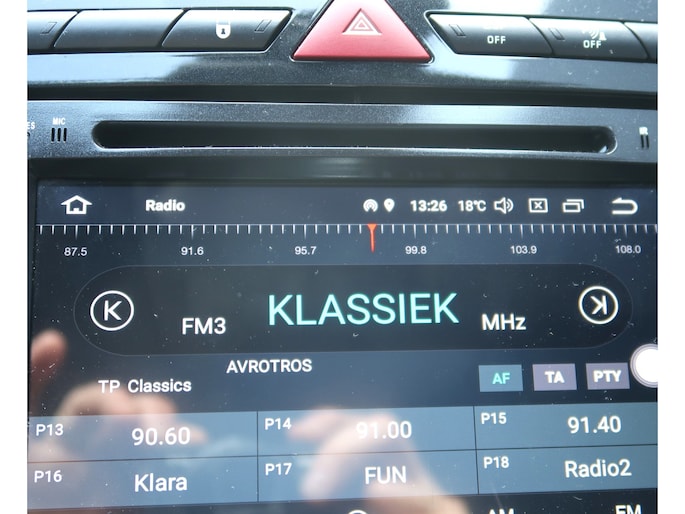 OFF
OFF
MIC
Radio 13:26 18°C
87.5 91.6 95.7 99.8 103.9 108.0
FM3 KLASSIEK MHz
AVROTROS
TP Classics AF TA PTY
P13 90.60 P14 91.00 P15 91.40
P16 Klara P17 FUN P18 Radio2
AM FM